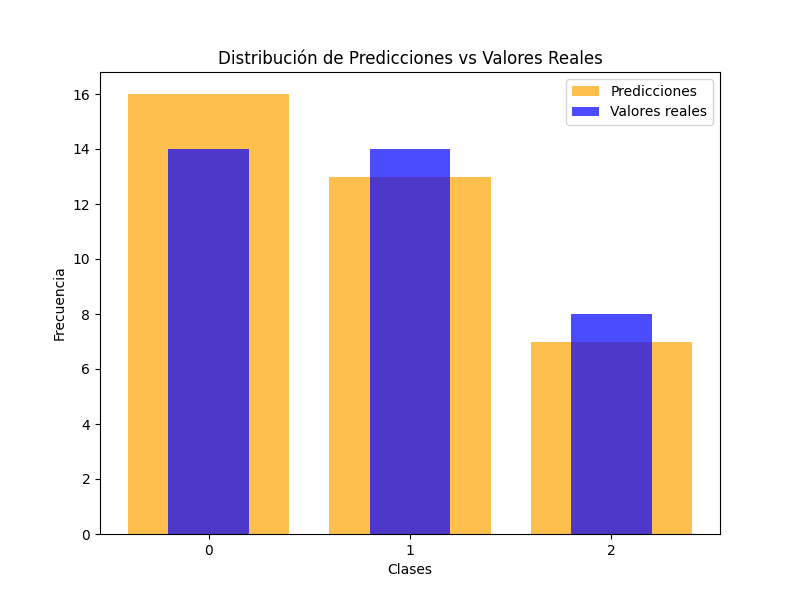 Distribución de Predicciones vs Valores Reales
Predicciones
Valores reales
16
14
12
10
8
6
4
2
0
Frecuencia
0 1 2
Clases